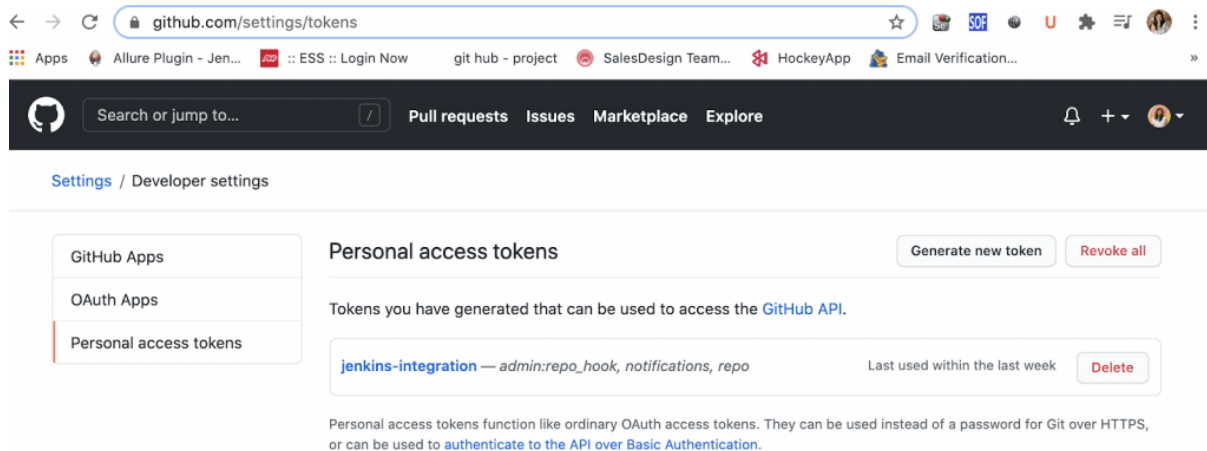 github.com/settings/tokens
SOF U
Apps Allure Plugin - Jen... ADP :: ESS :: Login Now git hub - project SalesDesign Team... HockeyApp Email Verification... »
Search or jump to... / Pull requests Issues Marketplace Explore
Settings / Developer settings
GitHub Apps
OAuth Apps
Personal access tokens
Personal access tokens
Generate new token Revoke all
Tokens you have generated that can be used to access the GitHub API.
jenkins-integration — admin:repo_hook, notifications, repo Last used within the last week Delete
Personal access tokens function like ordinary OAuth access tokens. They can be used instead of a password for Git over HTTPS,
or can be used to authenticate to the API over Basic Authentication.